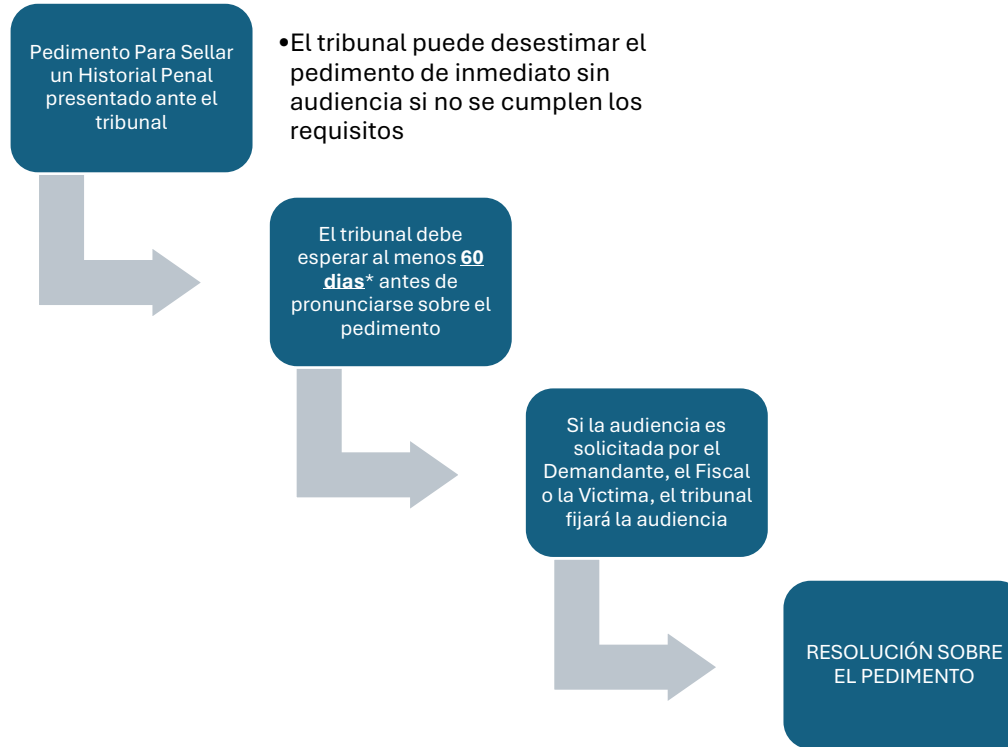 Pedimento Para Sellar
un Historial Penal
presentado ante el
tribunal
•El tribunal puede desestimar el
pedimento de inmediato sin
audiencia si no se cumplen los
requisitos
El tribunal debe
esperar al menos 60
dias* antes de
pronunciarse sobre el
pedimento
Si la audiencia es
solicitada por el
Demandante, el Fiscal
o la Victima, el tribunal
fijará la audiencia
RESOLUCIÓN SOBRE
EL PEDIMENTO